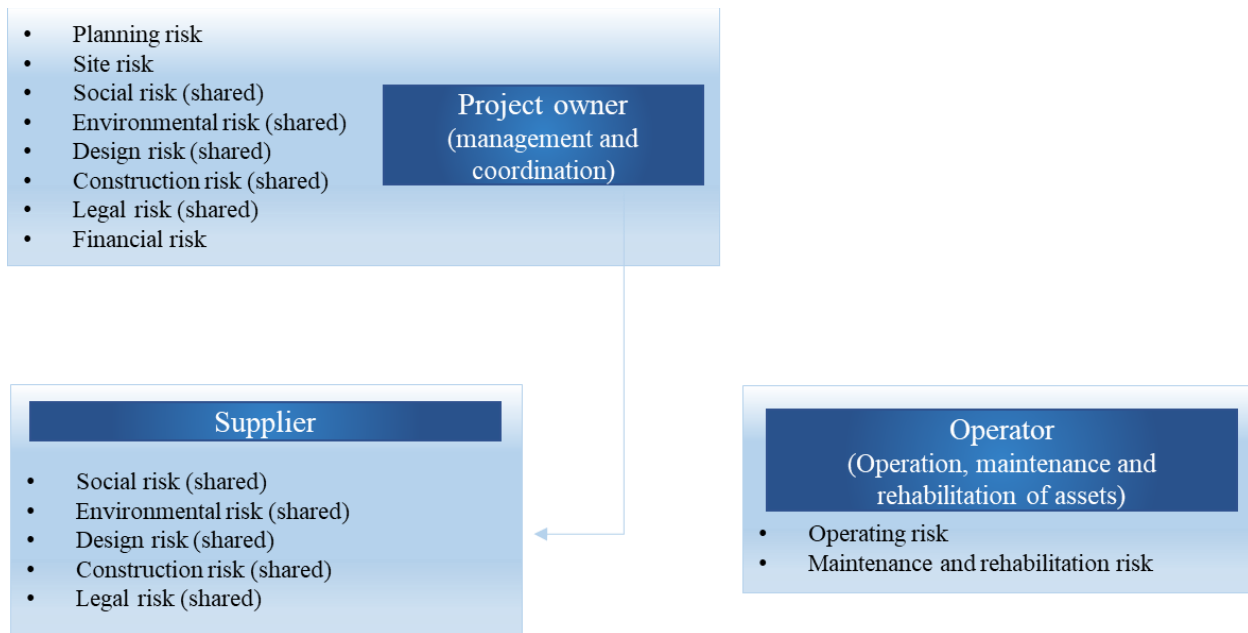 • Planning risk
• Site risk
• Social risk (shared)
• Environmental risk (shared)
• Design risk (shared)
• Construction risk (shared)
• Legal risk (shared)
• Financial risk
Project owner
(management and
coordination)
Supplier
• Social risk (shared)
• Environmental risk (shared)
• Design risk (shared)
• Construction risk (shared)
• Legal risk (shared)
Operator
(Operation, maintenance and
rehabilitation of assets)
• Operating risk
• Maintenance and rehabilitation risk